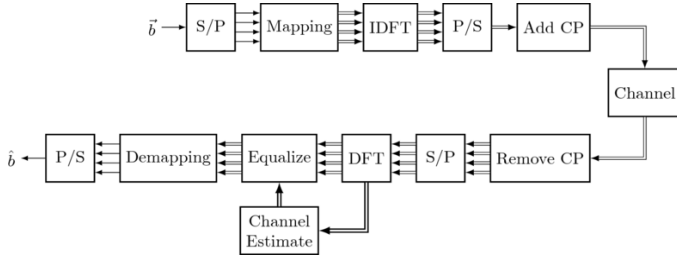 b⃗ S/P Mapping IDFT P/S Add CP
Channel
b̂ P/S Demapping Equalize DFT S/P Remove CP
Channel
Estimate